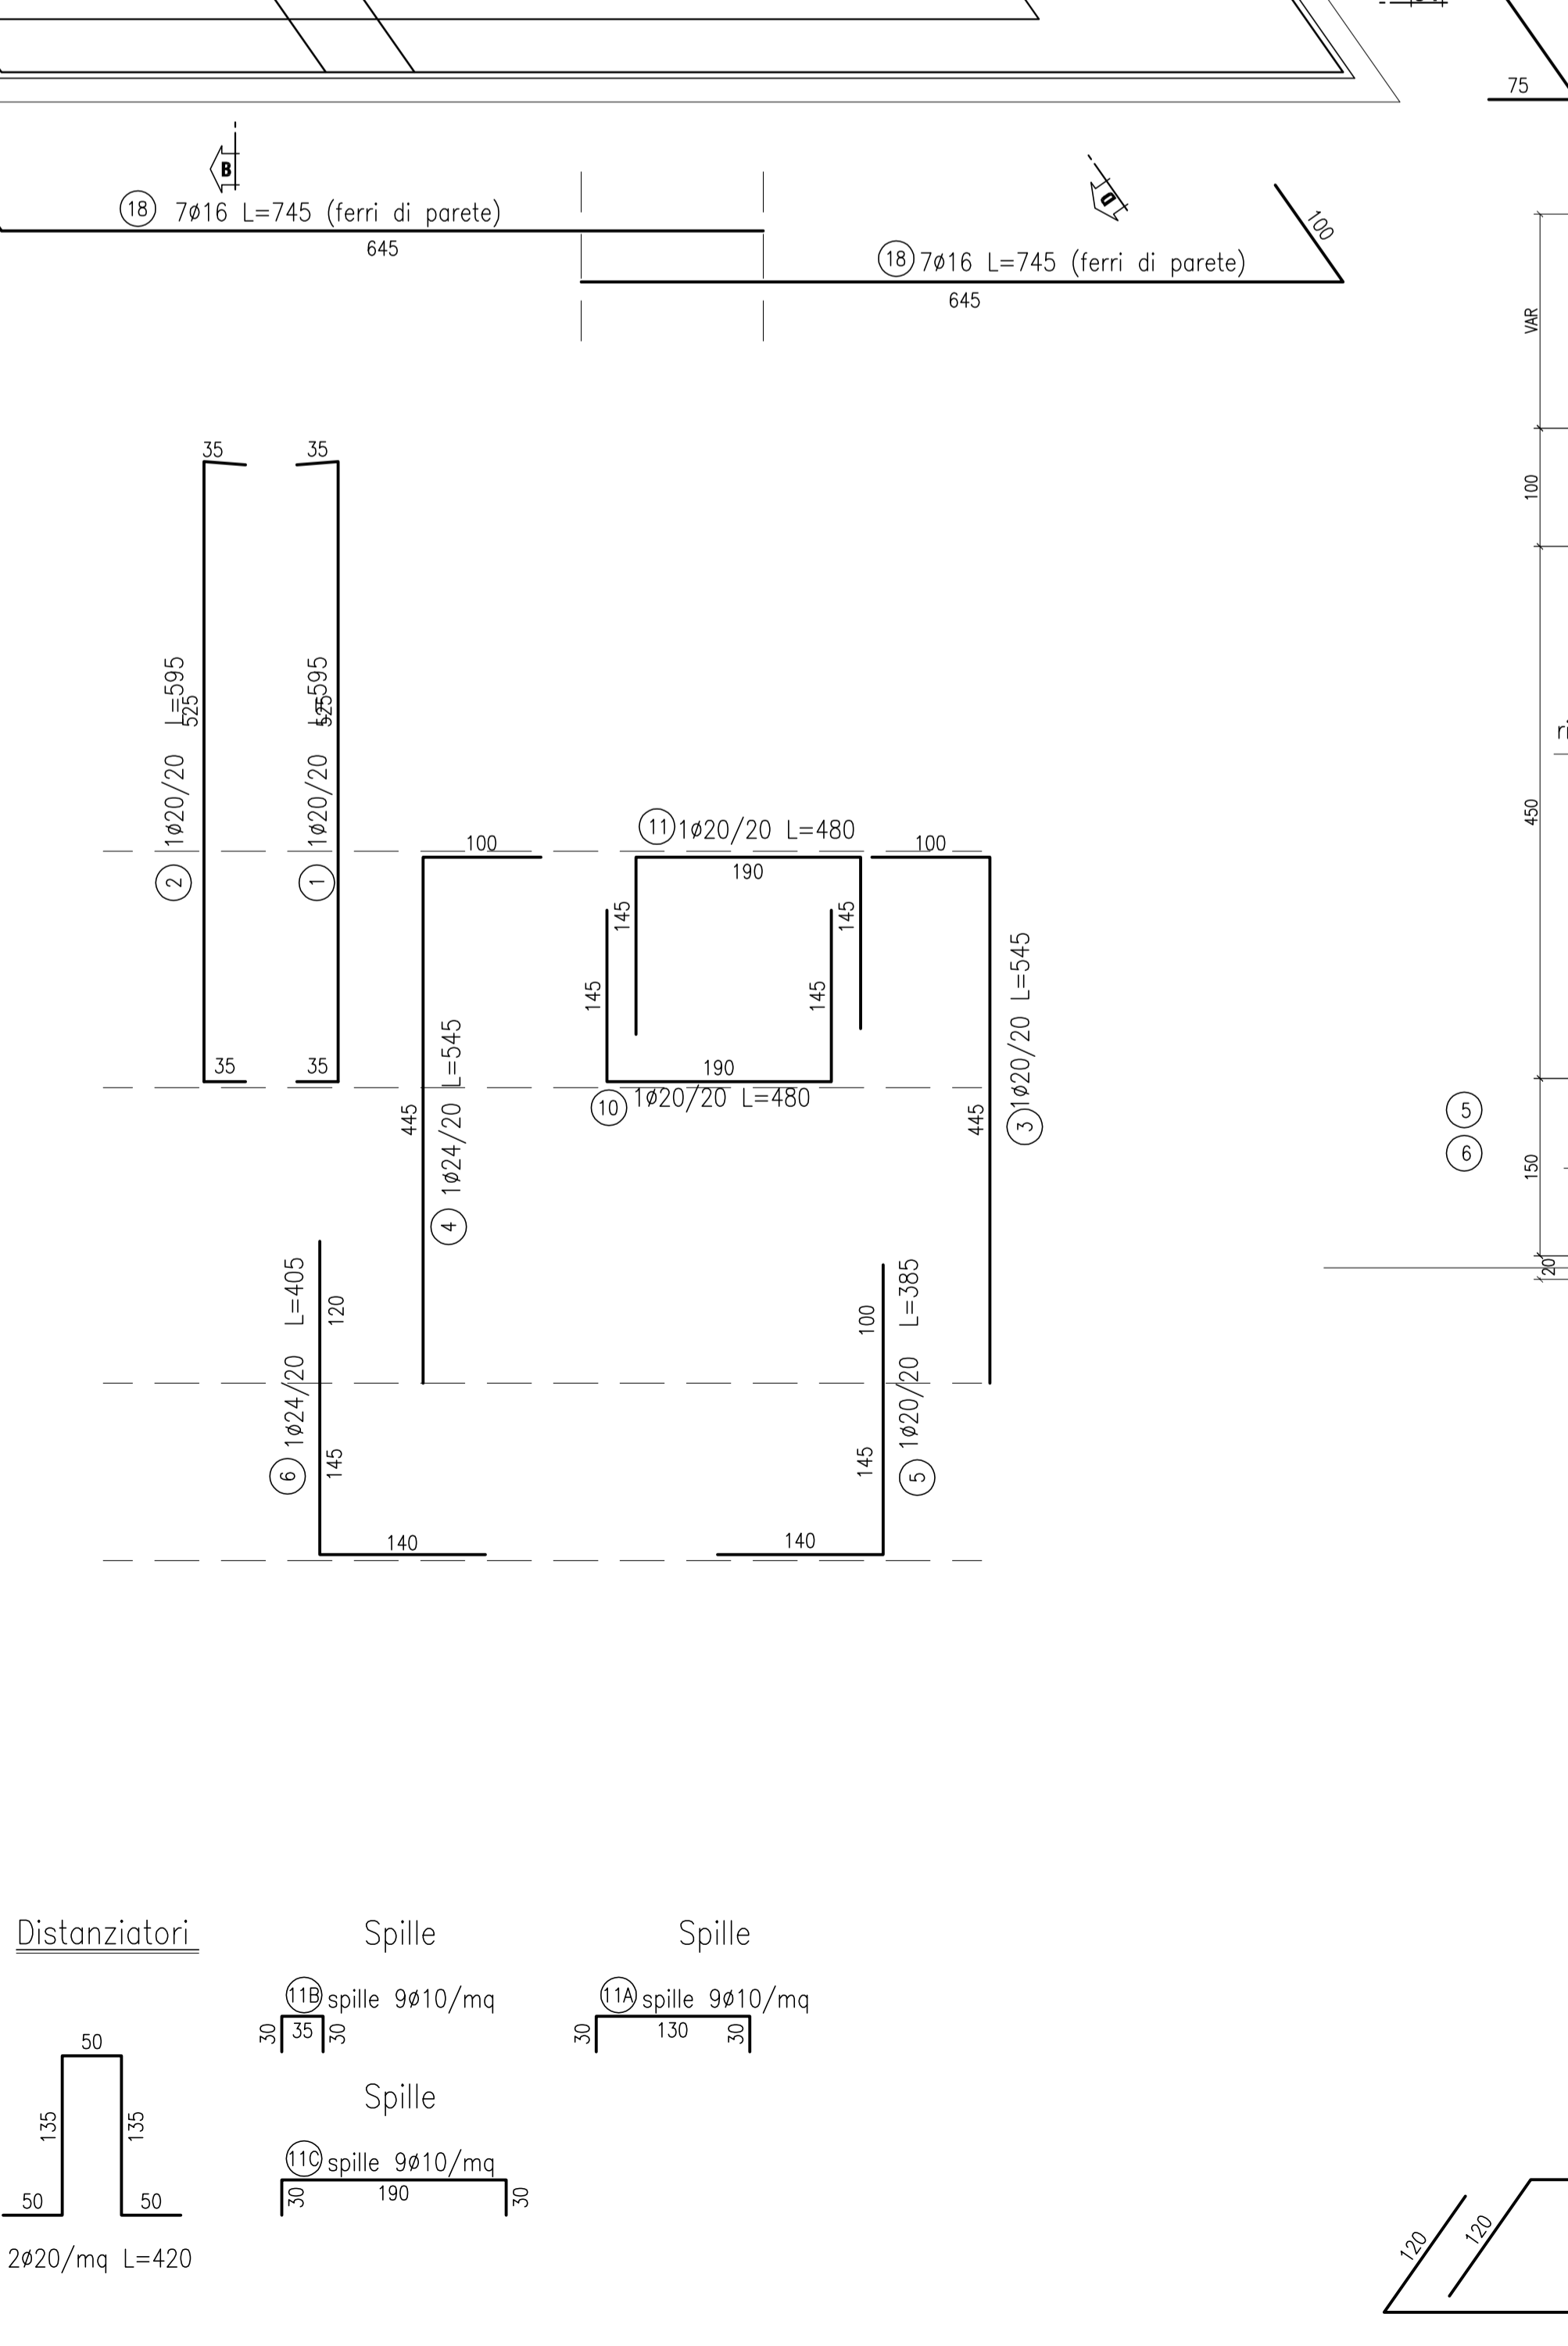 75
B
D
18 7ø16 L=745 (ferri di parete)
645
100
18 7ø16 L=745 (ferri di parete)
645
VAR
100
450
150
20
35
35
2 1ø20/20 L=595
525
1 1ø20/20 L=595
525
35
35
11 1ø20/20 L=480
100
190
100
145
145
145
145
190
10 1ø20/20 L=480
4 1ø24/20 L=545
445
3 1ø20/20 L=545
445
5
6
6 1ø24/20 L=405
120
145
140
5 1ø20/20 L=385
100
145
140
Distanziatori
50
135
135
50
50
2ø20/mq L=420
Spille
11B spille 9ø10/mq
30
35
30
Spille
11A spille 9ø10/mq
30
130
30
Spille
11C spille 9ø10/mq
30
190
30
120
120